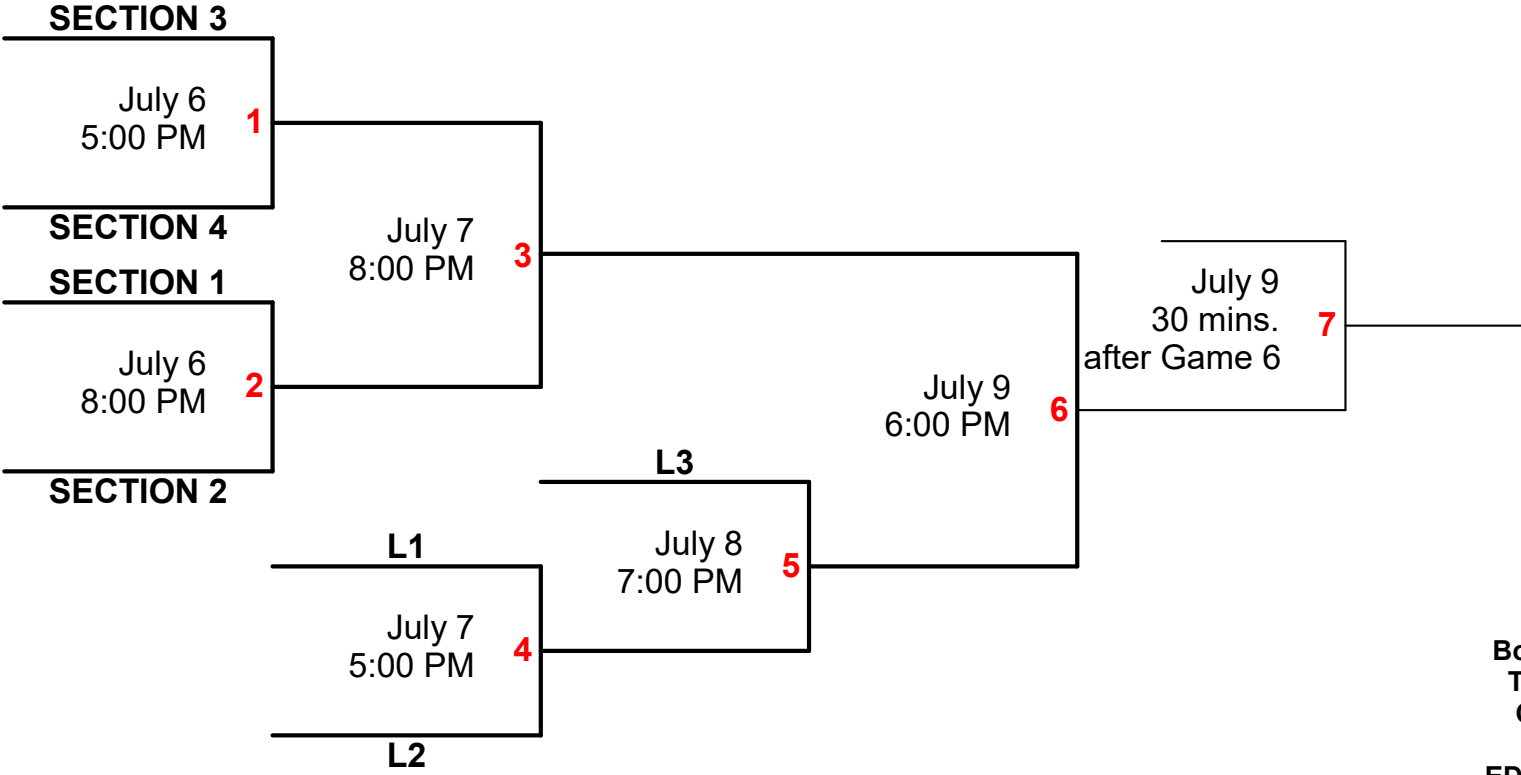 SECTION 3
July 6
5:00 PM
1
SECTION 4
July 7
8:00 PM
3
SECTION 1
July 6
8:00 PM
2
SECTION 2
July 9
30 mins.
after Game 6
7
July 9
6:00 PM
6
L3
July 8
7:00 PM
5
L1
July 7
5:00 PM
4
L2